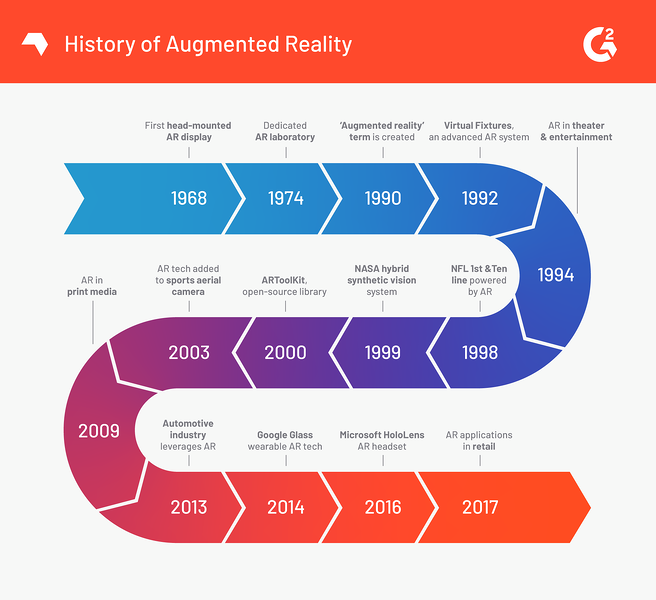 History of Augmented Reality
G2
First head-mounted
AR display
Dedicated
AR laboratory
‘Augmented reality’
term is created
Virtual Fixtures,
an advanced AR system
AR in theater
& entertainment
1968
1974
1990
1992
1994
AR in
print media
AR tech added
to sports aerial
camera
ARToolKit,
open-source library
NASA hybrid
synthetic vision
system
NFL 1st &Ten
line powered
by AR
2003
2000
1999
1998
2009
Automotive
industry
leverages AR
Google Glass
wearable AR tech
Microsoft HoloLens
AR headset
AR applications
in retail
2013
2014
2016
2017